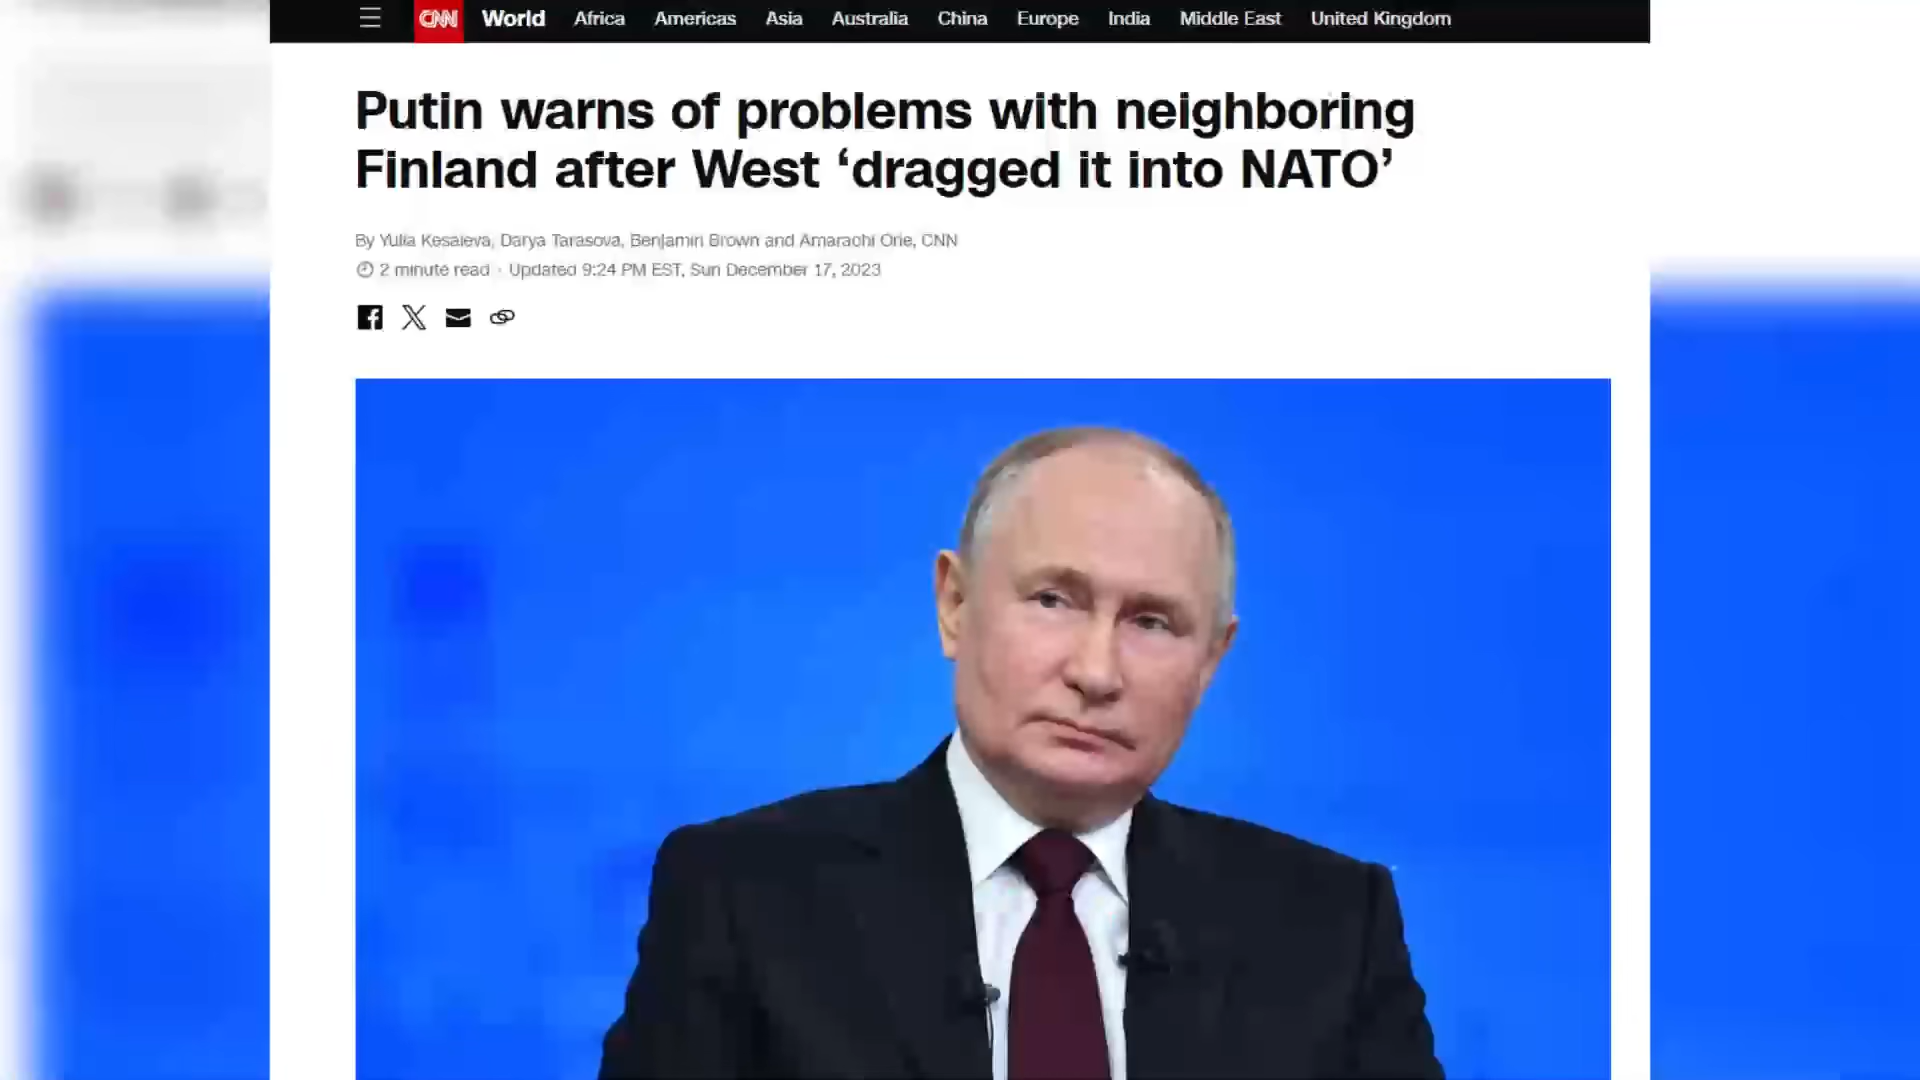 CNN World Africa Americas Asia Australia China Europe India Middle East United Kingdom
Putin warns of problems with neighboring
Finland after West ‘dragged it into NATO’
By Yulia Kesaieva, Darya Tarasova, Benjamin Brown and Amarachi Orie, CNN
2 minute read · Updated 9:24 PM EST, Sun December 17, 2023